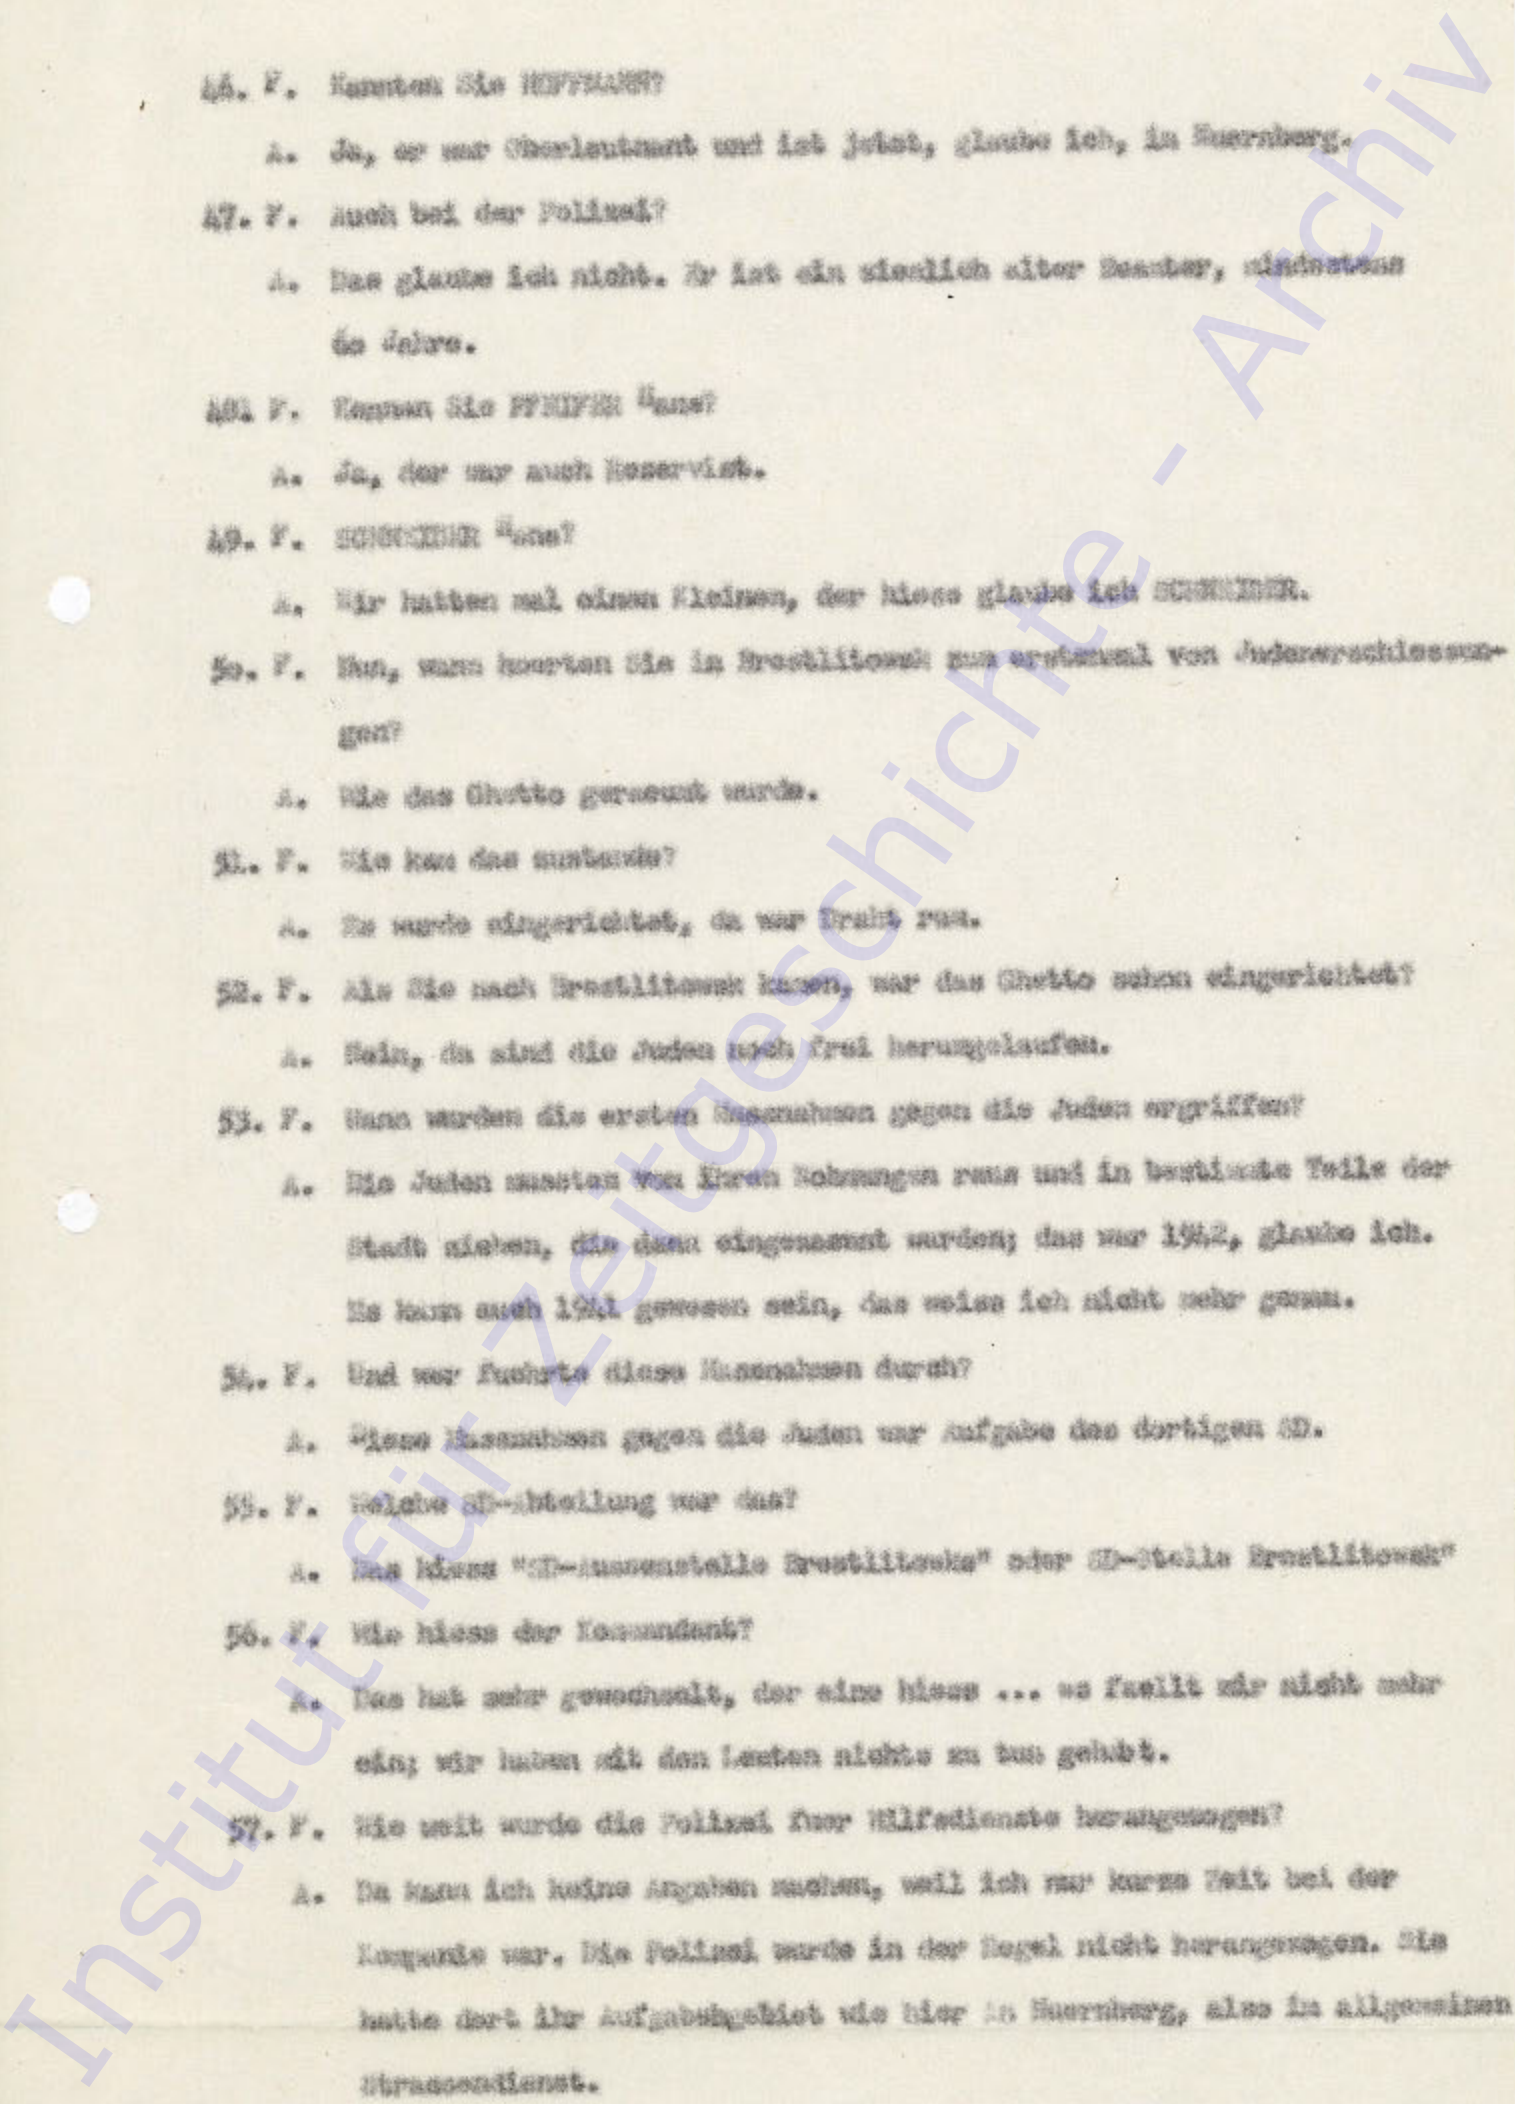 46. F. Kannten Sie HOFFMANN?
A. Ja, er war Oberleutnant und ist jetzt, glaube ich, in Nuernberg.
47. F. Auch bei der Polizei?
A. Das glaube ich nicht. Er ist ein ziemlich alter Beamter, mindestens
60 Jahre.
48. F. Kennen Sie PFEIFER Hans?
A. Ja, der war auch Reservist.
49. F. SCHREIBER Hans?
A. Wir hatten mal einen Kleinen, der hiess glaube ich SCHREIBER.
50. F. Nun, wann hoerten Sie in Brestlitowsk zum erstenmal von Judenerschiessun-
gen?
A. Wie das Ghetto geraeumt wurde.
51. F. Wie kam das zustande?
A. Es wurde eingerichtet, da war Draht rum.
52. F. Als Sie nach Brestlitowsk kamen, war das Ghetto schon eingerichtet?
A. Nein, da sind die Juden noch frei herumgelaufen.
53. F. Wann wurden die ersten Massnahmen gegen die Juden ergriffen?
A. Die Juden mussten von ihren Wohnungen raus und in bestimmte Teile der
Stadt ziehen, die dann eingezaeunt wurden; das war 1942, glaube ich.
Es kann auch 1941 gewesen sein, das weiss ich nicht mehr genau.
54. F. Und wer fuehrte diese Massnahmen durch?
A. Diese Massnahmen gegen die Juden war Aufgabe des dortigen SD.
55. F. Welche SD-Abteilung war das?
A. Das hiess "SD-Aussenstelle Brestlitowsk" oder SD-Stelle Brestlitowsk"
56. F. Wie hiess der Kommandant?
A. Das hat sehr gewechselt, der eine hiess ... es faellt mir nicht mehr
ein; wir haben mit den Leuten nichts zu tun gehabt.
57. F. Wie weit wurde die Polizei fuer Hilfsdienste herangezogen?
A. Da kann ich keine Angaben machen, weil ich nur kurze Zeit bei der
Kompanie war. Die Polizei wurde in der Regel nicht herangezogen. Sie
hatte dort ihr Aufgabengebiet wie hier in Nuernberg, also im allgemeinen
Strassendienst.
Institut für Zeitgeschichte - Archiv